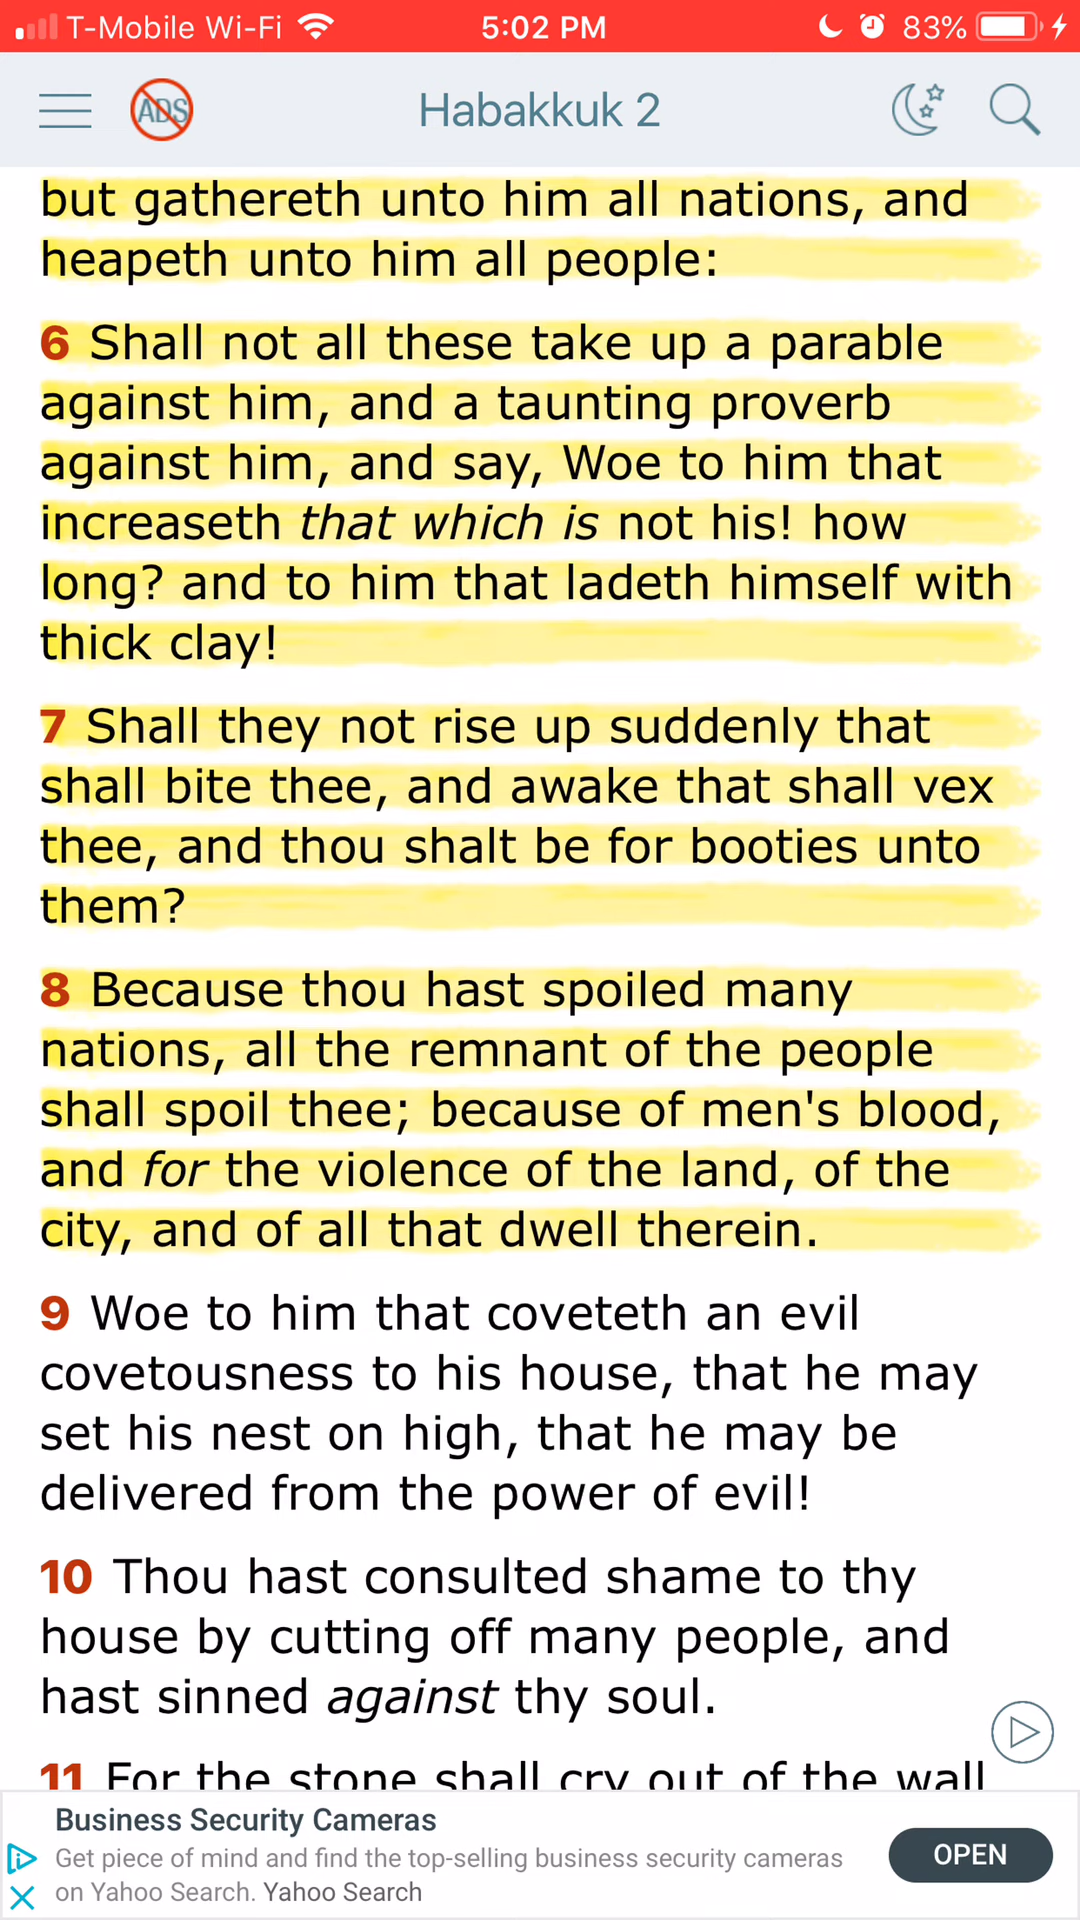 T-Mobile Wi-Fi 5:02 PM 83%
ADS Habakkuk 2
but gathereth unto him all nations, and
heapeth unto him all people:
6 Shall not all these take up a parable
against him, and a taunting proverb
against him, and say, Woe to him that
increaseth that which is not his! how
long? and to him that ladeth himself with
thick clay!
7 Shall they not rise up suddenly that
shall bite thee, and awake that shall vex
thee, and thou shalt be for booties unto
them?
8 Because thou hast spoiled many
nations, all the remnant of the people
shall spoil thee; because of men's blood,
and for the violence of the land, of the
city, and of all that dwell therein.
9 Woe to him that coveteth an evil
covetousness to his house, that he may
set his nest on high, that he may be
delivered from the power of evil!
10 Thou hast consulted shame to thy
house by cutting off many people, and
hast sinned against thy soul.
11 For the stone shall cry out of the wall
Business Security Cameras
Get piece of mind and find the top-selling business security cameras
on Yahoo Search. Yahoo Search
OPEN